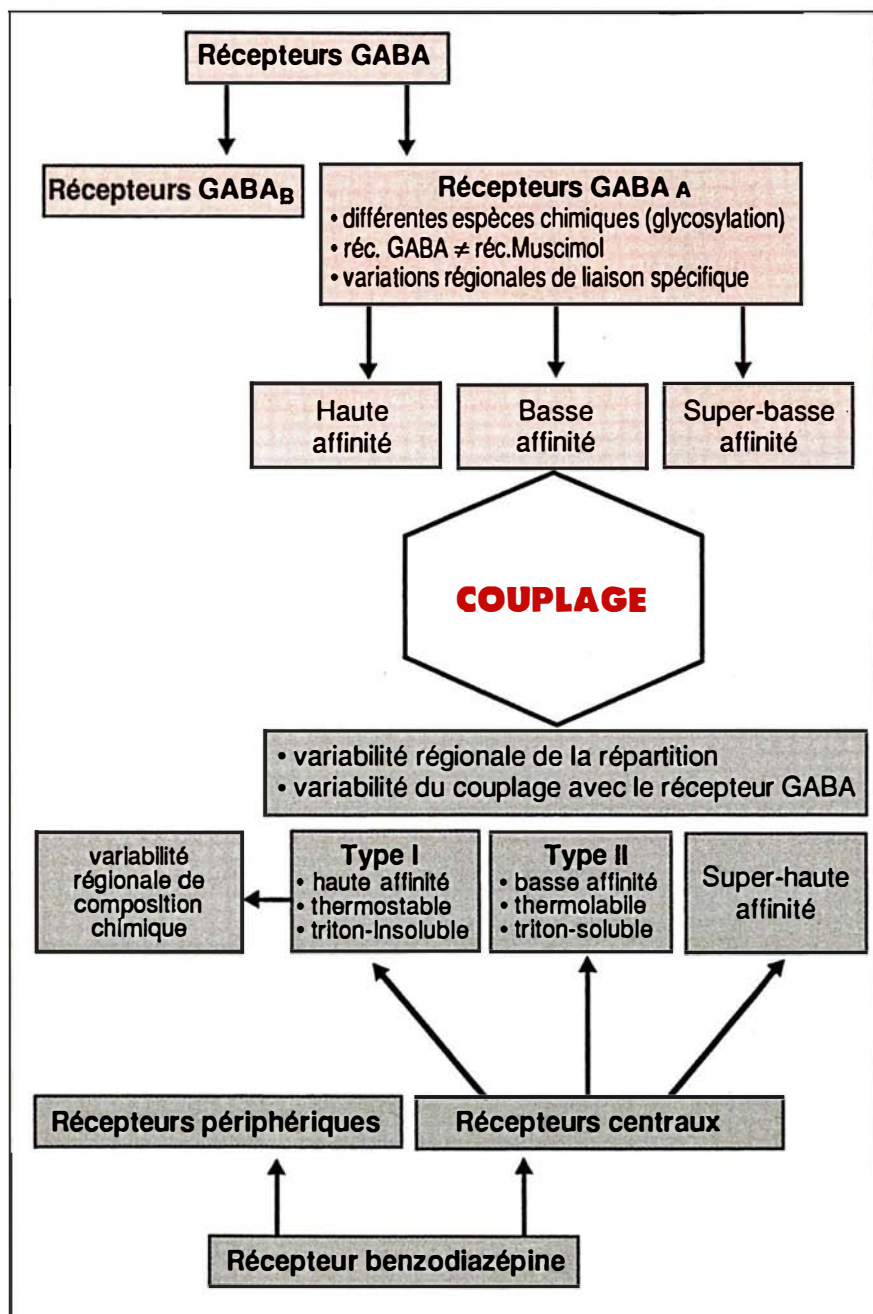 Récepteurs GABA
Récepteurs GABAB
Récepteurs GABA A
• différentes espèces chimiques (glycosylation)
• réc. GABA ≠ réc.Muscimol
• variations régionales de liaison spécifique
Haute
affinité
Basse
affinité
Super-basse
affinité
COUPLAGE
• variabilité régionale de la répartition
• variabilité du couplage avec le récepteur GABA
variabilité
régionale de
composition
chimique
Type I
• haute affinité
• thermostable
• triton-Insoluble
Type II
• basse affinité
• thermolabile
• triton-soluble
Super-haute
affinité
Récepteurs périphériques
Récepteurs centraux
Récepteur benzodiazépine